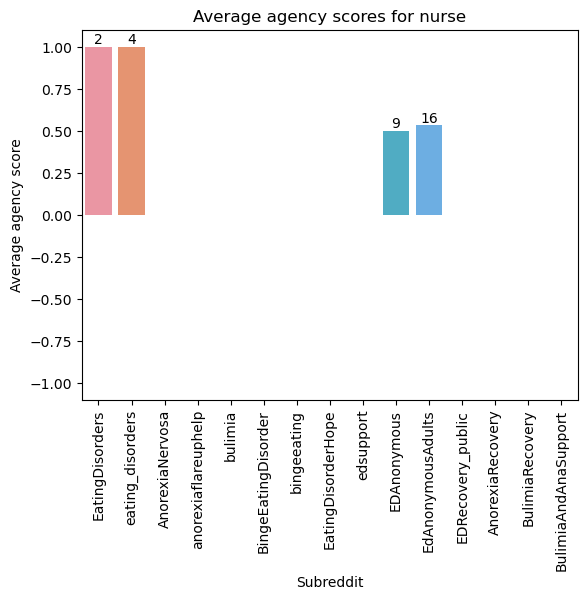 Average agency scores for nurse
Average agency score
1.00
0.75
0.50
0.25
0.00
−0.25
−0.50
−0.75
−1.00
2
4
9
16
EatingDisorders
eating_disorders
AnorexiaNervosa
anorexiaflareuphelp
bulimia
BingeEatingDisorder
bingeeating
EatingDisorderHope
edsupport
EDAnonymous
EdAnonymousAdults
EDRecovery_public
AnorexiaRecovery
BulimiaRecovery
BulimiaAndAnaSupport
Subreddit